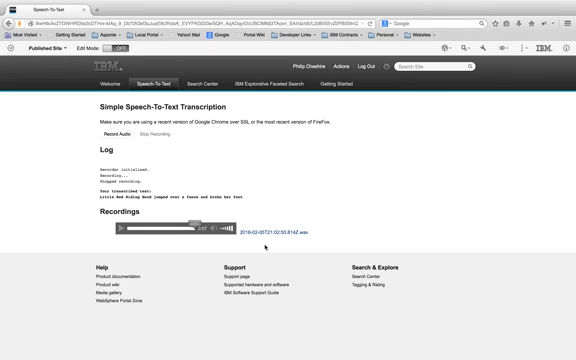 Speech-To-Text
Google
Most Visited
Getting Started
Asports
Local Portal
Yahoo! Mail
Google
Portal Wiki
Developer Links
IBM Contracts
Personal
Websites
Published Site
Edit Mode:
OFF
IBM
IBM.
Philip Cheshire
Actions
Log Out
Search Site
Welcome
Speech-To-Text
Search Center
IBM Explorative Faceted Search
Getting Started
Simple Speech-To-Text Transcription
Make sure you are using a recent version of Google Chrome over SSL or the most recent version of FireFox.
Record Audio
Stop Recording
Log
Recorder initialized.
Recording...
Stopped recording.
Your transcribed text:
Little Red Riding Hood jumped over a fence and broke her foot
Recordings
0:07
2016-02-05T21:02:53.814Z.wav
Help
Support
Search & Explore
Product documentation
Support page
Search Center
Product wiki
Supported hardware and software
Tagging & Rating
Media gallery
IBM Software Support Guide
WebSphere Portal Zone